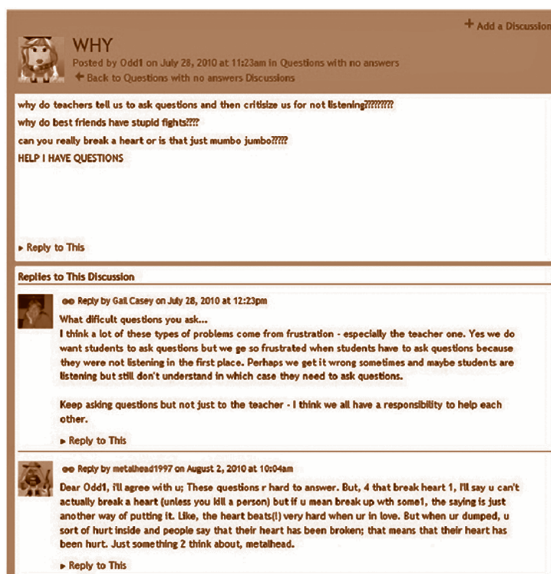 + Add a Discussion
WHY
Posted by Odd1 on July 28, 2010 at 11:23am in Questions with no answers
Back to Questions with no answers Discussions
why do teachers tell us to ask questions and then critisize us for not listening?????????
why do best friends have stupid fights????
can you really break a heart or is that just mumbo jumbo?????
HELP I HAVE QUESTIONS
Reply to This
Replies to This Discussion
Reply by Gail Casey on July 28, 2010 at 12:23pm
What dificult questions you ask...
I think a lot of these types of problems come from frustration - especially the teacher one. Yes we do
want students to ask questions but we ge so frustrated when students have to ask questions because
they were not listening in the first place. Perhaps we get it wrong sometimes and maybe students are
listening but still don't understand in which case they need to ask questions.
Keep asking questions but not just to the teacher - I think we all have a responsibility to help each
other.
Reply to This
Reply by metalhead1997 on August 2, 2010 at 10:04am
Dear Odd1, i'll agree with u; These questions r hard to answer. But, 4 that break heart 1, I'll say u can't
actually break a heart (unless you kill a person) but if u mean break up wth some1, the saying is just
another way of putting it. Like, the heart beats(l) very hard when ur in love. But when ur dumped, u
sort of hurt inside and people say that their heart has been broken; that means that their heart has
been hurt. Just something 2 think about, metalhead.
Reply to This